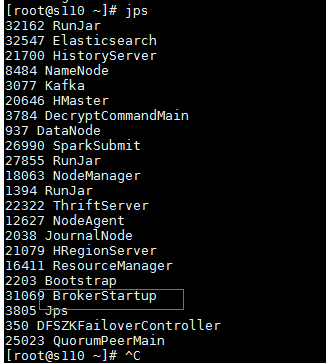 [root@s110 ~]# jps
32162 RunJar
32547 Elasticsearch
21700 HistoryServer
8484 NameNode
3077 Kafka
20646 HMaster
3784 DecryptCommandMain
937 DataNode
26990 SparkSubmit
27855 RunJar
18063 NodeManager
1394 RunJar
22322 ThriftServer
12627 NodeAgent
2038 JournalNode
21079 HRegionServer
16411 ResourceManager
2203 Bootstrap
31069 BrokerStartup
3805 Jps
350 DFSZKFailoverController
25023 QuorumPeerMain
[root@s110 ~]# ^C